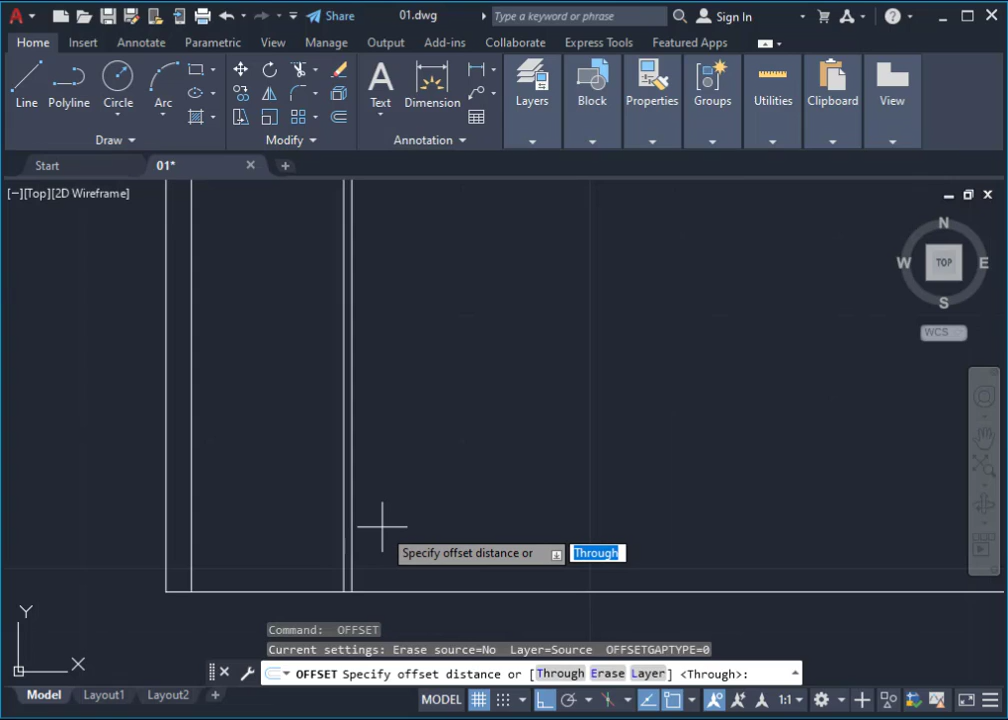 Share 01.dwg Type a keyword or phrase Sign In
Home Insert Annotate Parametric View Manage Output Add-ins Collaborate Express Tools Featured Apps
Line Polyline Circle Arc Text Dimension Layers Block Properties Groups Utilities Clipboard View
Draw Modify Annotation
Start 01*
[−][Top][2D Wireframe]
N
W TOP E
S
WCS
Specify offset distance or Through
Y
X
Command: OFFSET
Current settings: Erase source=No Layer=Source OFFSETGAPTYPE=0
OFFSET Specify offset distance or [Through Erase Layer] <Through>:
Model Layout1 Layout2 + MODEL 1:1